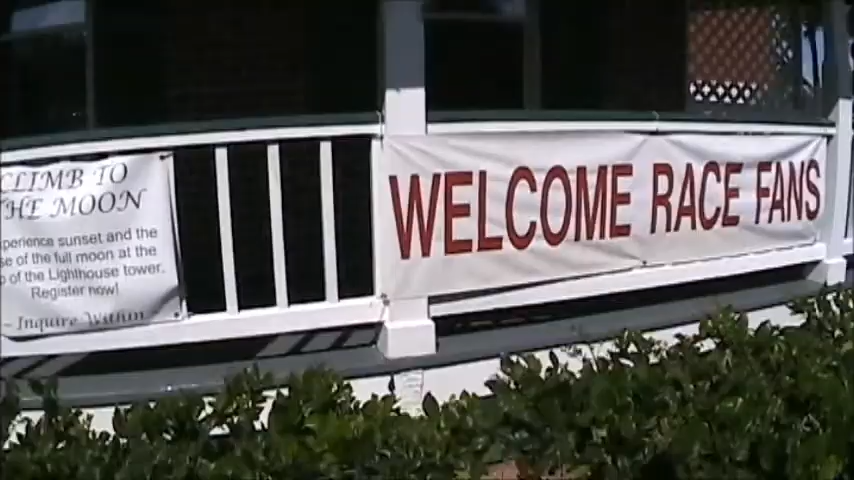 CLIMB TO
THE MOON
xperience sunset and the
se of the full moon at the
p of the Lighthouse tower.
Register now!
~ Inquire Within
WELCOME RACE FANS